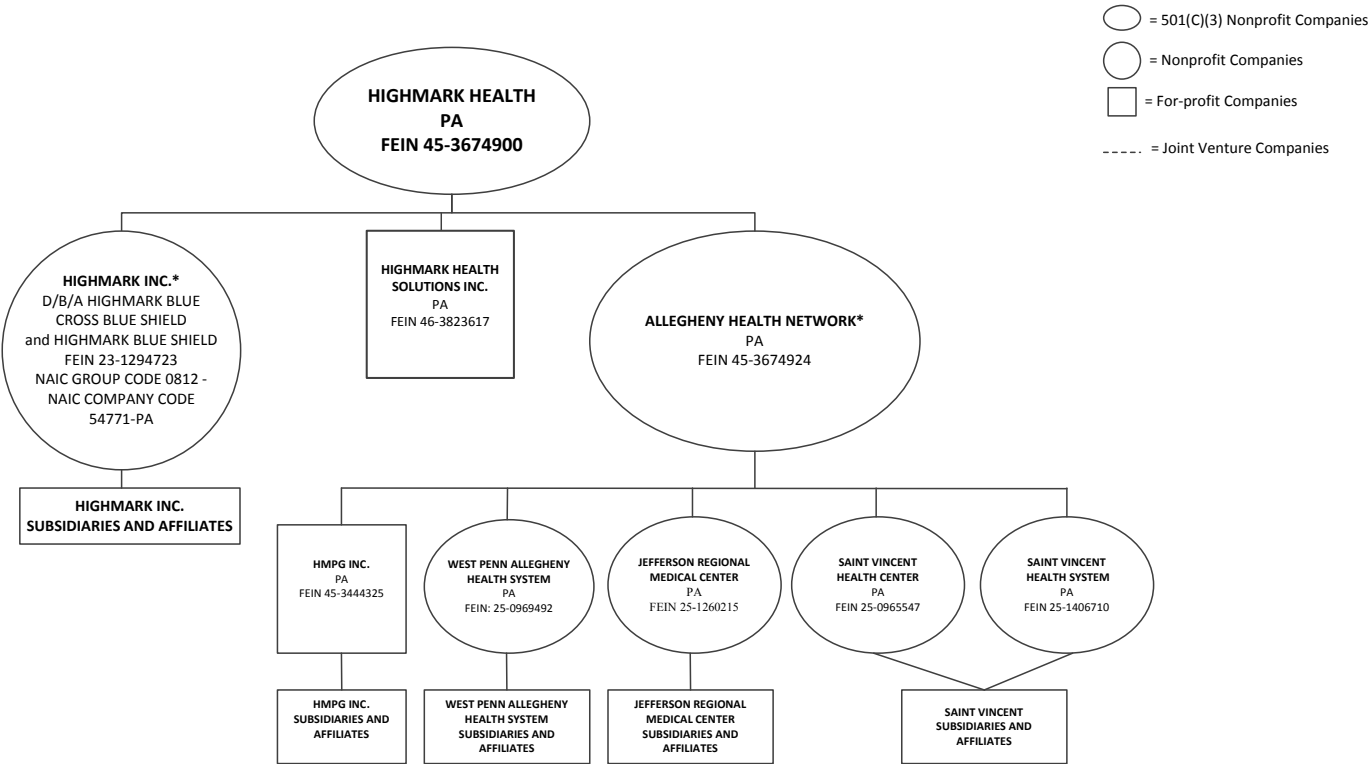 = 501(C)(3) Nonprofit Companies
= Nonprofit Companies
= For-profit Companies
= Joint Venture Companies
HIGHMARK HEALTH
PA
FEIN 45-3674900
HIGHMARK INC.*
D/B/A HIGHMARK BLUE
CROSS BLUE SHIELD
and HIGHMARK BLUE SHIELD
FEIN 23-1294723
NAIC GROUP CODE 0812 -
NAIC COMPANY CODE
54771-PA
HIGHMARK HEALTH
SOLUTIONS INC.
PA
FEIN 46-3823617
ALLEGHENY HEALTH NETWORK*
PA
FEIN 45-3674924
HIGHMARK INC.
SUBSIDIARIES AND AFFILIATES
HMPG INC.
PA
FEIN 45-3444325
WEST PENN ALLEGHENY
HEALTH SYSTEM
PA
FEIN: 25-0969492
JEFFERSON REGIONAL
MEDICAL CENTER
PA
FEIN 25-1260215
SAINT VINCENT
HEALTH CENTER
PA
FEIN 25-0965547
SAINT VINCENT
HEALTH SYSTEM
PA
FEIN 25-1406710
HMPG INC.
SUBSIDIARIES AND
AFFILIATES
WEST PENN ALLEGHENY
HEALTH SYSTEM
SUBSIDIARIES AND
AFFILIATES
JEFFERSON REGIONAL
MEDICAL CENTER
SUBSIDIARIES AND
AFFILIATES
SAINT VINCENT
SUBSIDIARIES AND
AFFILIATES